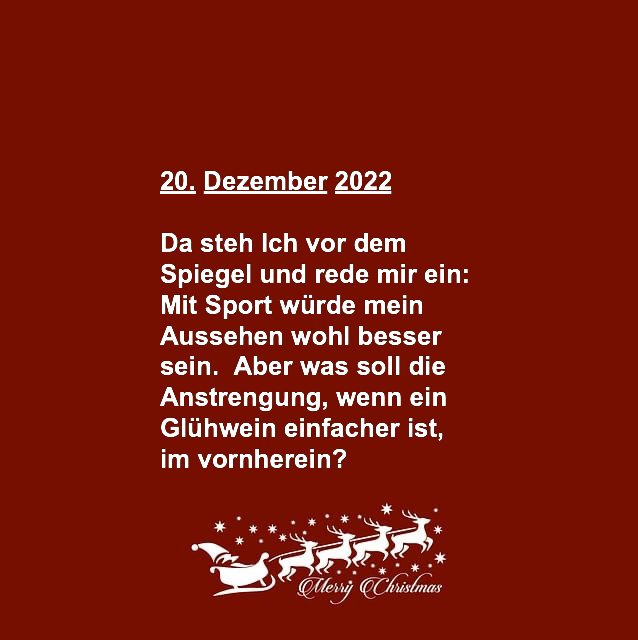 20. Dezember 2022
Da steh Ich vor dem
Spiegel und rede mir ein:
Mit Sport würde mein
Aussehen wohl besser
sein.  Aber was soll die
Anstrengung, wenn ein
Glühwein einfacher ist,
im vornherein?
Merry Christmas